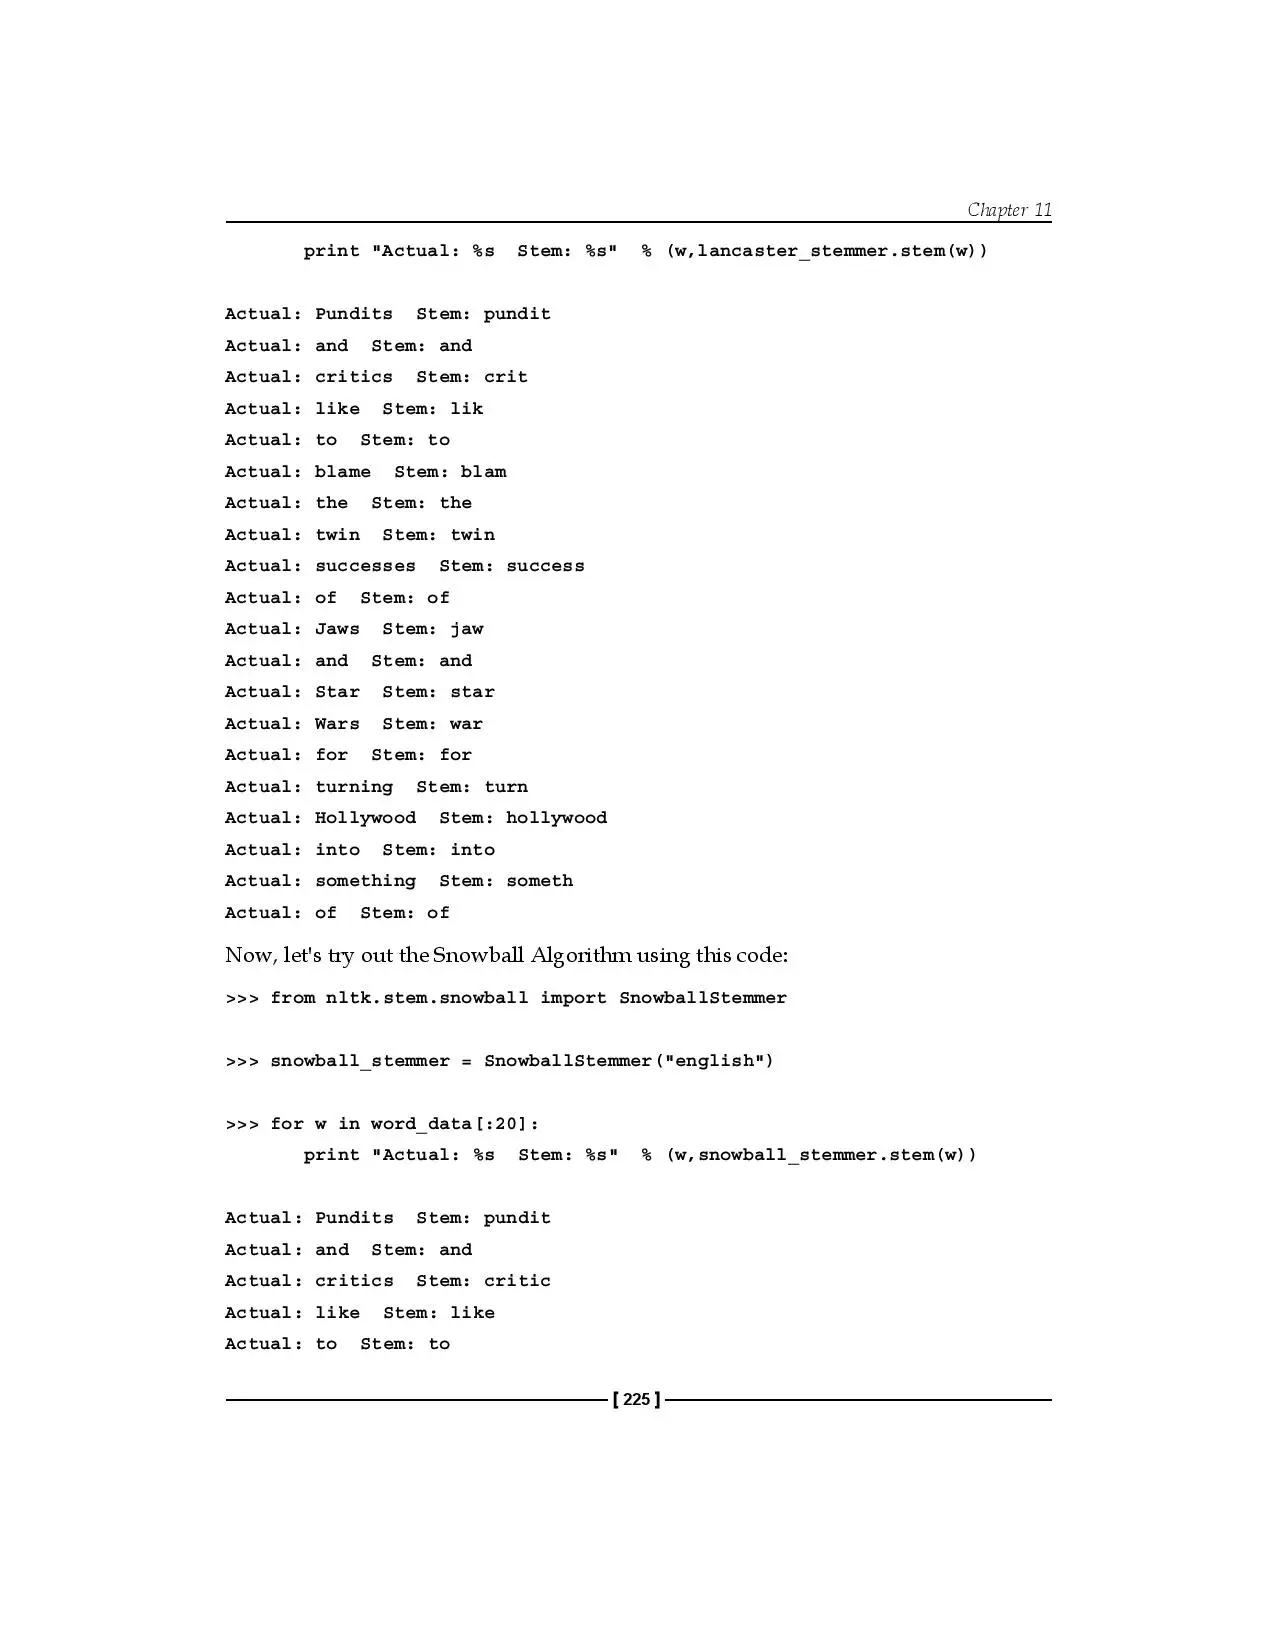 Chapter 11
print "Actual: %s  Stem: %s"  % (w,lancaster_stemmer.stem(w))
Actual: Pundits  Stem: pundit
Actual: and  Stem: and
Actual: critics  Stem: crit
Actual: like  Stem: lik
Actual: to  Stem: to
Actual: blame  Stem: blam
Actual: the  Stem: the
Actual: twin  Stem: twin
Actual: successes  Stem: success
Actual: of  Stem: of
Actual: Jaws  Stem: jaw
Actual: and  Stem: and
Actual: Star  Stem: star
Actual: Wars  Stem: war
Actual: for  Stem: for
Actual: turning  Stem: turn
Actual: Hollywood  Stem: hollywood
Actual: into  Stem: into
Actual: something  Stem: someth
Actual: of  Stem: of
Now, let's try out the Snowball Algorithm using this code:
>>> from nltk.stem.snowball import SnowballStemmer
>>> snowball_stemmer = SnowballStemmer("english")
>>> for w in word_data[:20]:
print "Actual: %s  Stem: %s"  % (w,snowball_stemmer.stem(w))
Actual: Pundits  Stem: pundit
Actual: and  Stem: and
Actual: critics  Stem: critic
Actual: like  Stem: like
Actual: to  Stem: to
[ 225 ]